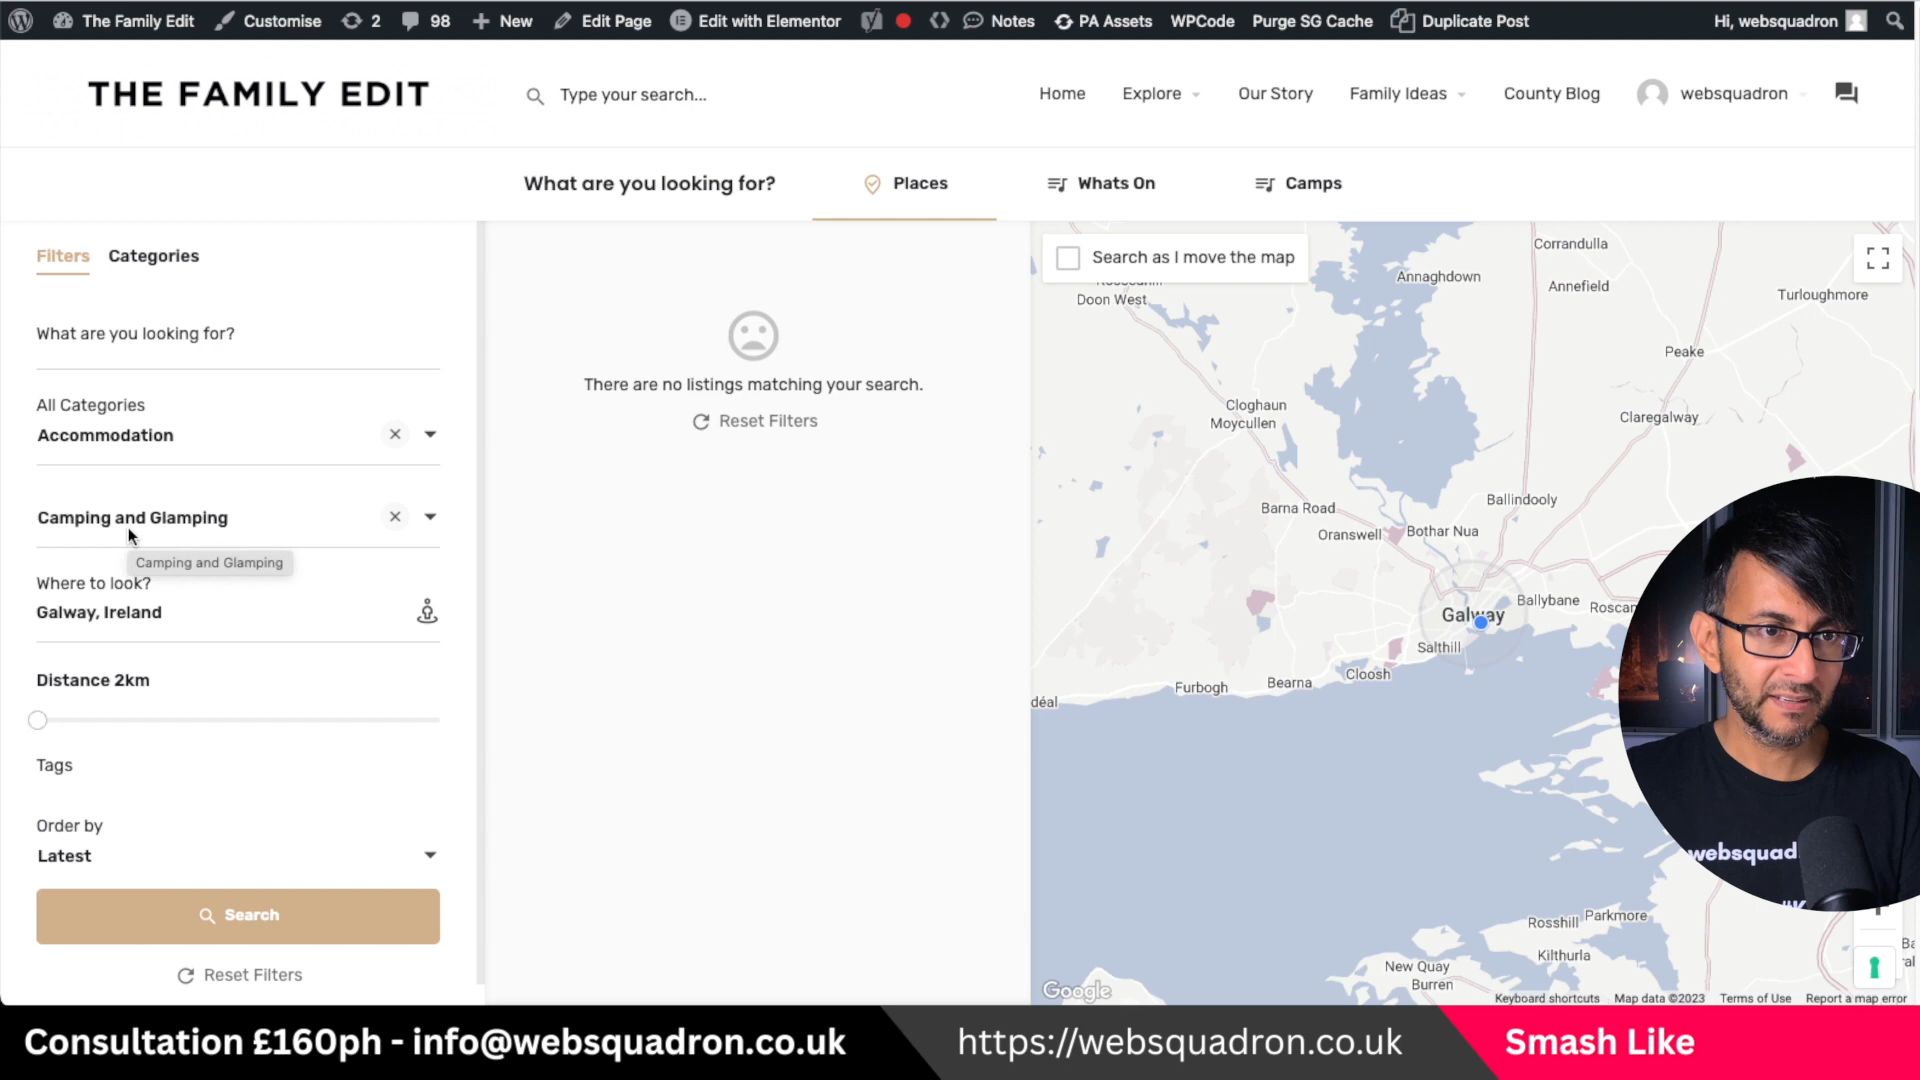 The Family Edit
Customise
2
98
New
Edit Page
Edit with Elementor
Notes
PA Assets
WPCode
Purge SG Cache
Duplicate Post
Hi, websquadron
THE FAMILY EDIT
Type your search...
Home
Explore
Our Story
Family Ideas
County Blog
websquadron
What are you looking for?
Places
Whats On
Camps
Filters
Categories
What are you looking for?
All Categories
Accommodation
Camping and Glamping
Camping and Glamping
Where to look?
Galway, Ireland
Distance 2km
Tags
Order by
Latest
Search
Reset Filters
There are no listings matching your search.
Reset Filters
Search as I move the map
Corrandulla
Annaghdown
Annefield
Doon West
Turloughmore
Peake
Cloghaun
Moycullen
Claregalway
Ballindooly
Barna Road
Oranswell
Bothar Nua
Galway
Ballybane
Salthill
Cloosh
Bearna
Furbogh
déal
Rosshill
Parkmore
Kilthurla
New Quay
Burren
Google
Keyboard shortcuts
Map data ©2023
Terms of Use
Report a map error
websquad
Consultation £160ph - info@websquadron.co.uk
https://websquadron.co.uk
Smash Like